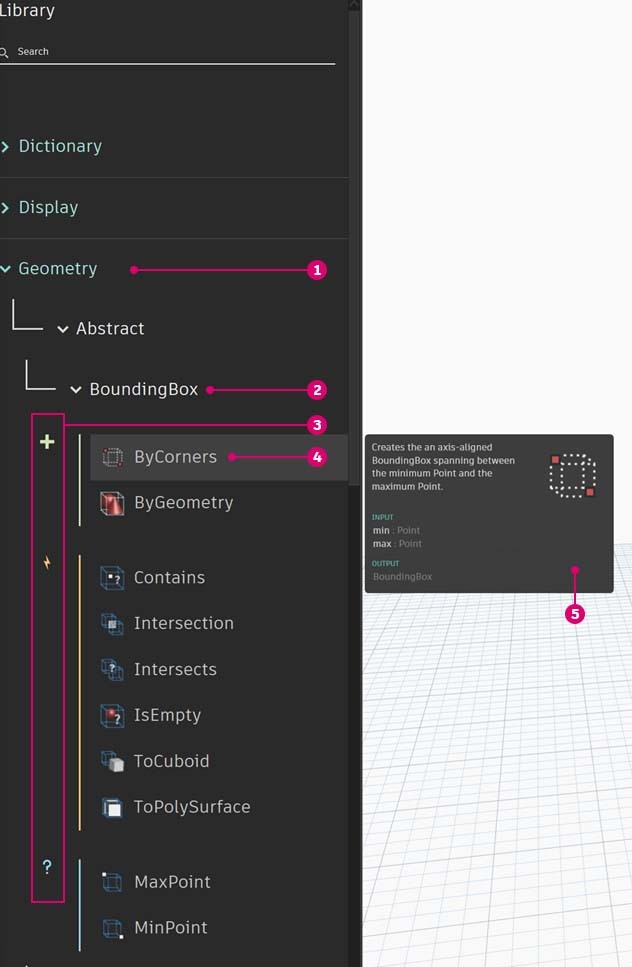 Library
Search
Dictionary
Display
Geometry
1
Abstract
BoundingBox
2
3
+
ByCorners
4
ByGeometry
Contains
Intersection
Intersects
IsEmpty
ToCuboid
ToPolySurface
?
MaxPoint
MinPoint
Creates the an axis-aligned
BoundingBox spanning between
the minimum Point and the
maximum Point.
INPUT
min : Point
max : Point
OUTPUT
BoundingBox
5